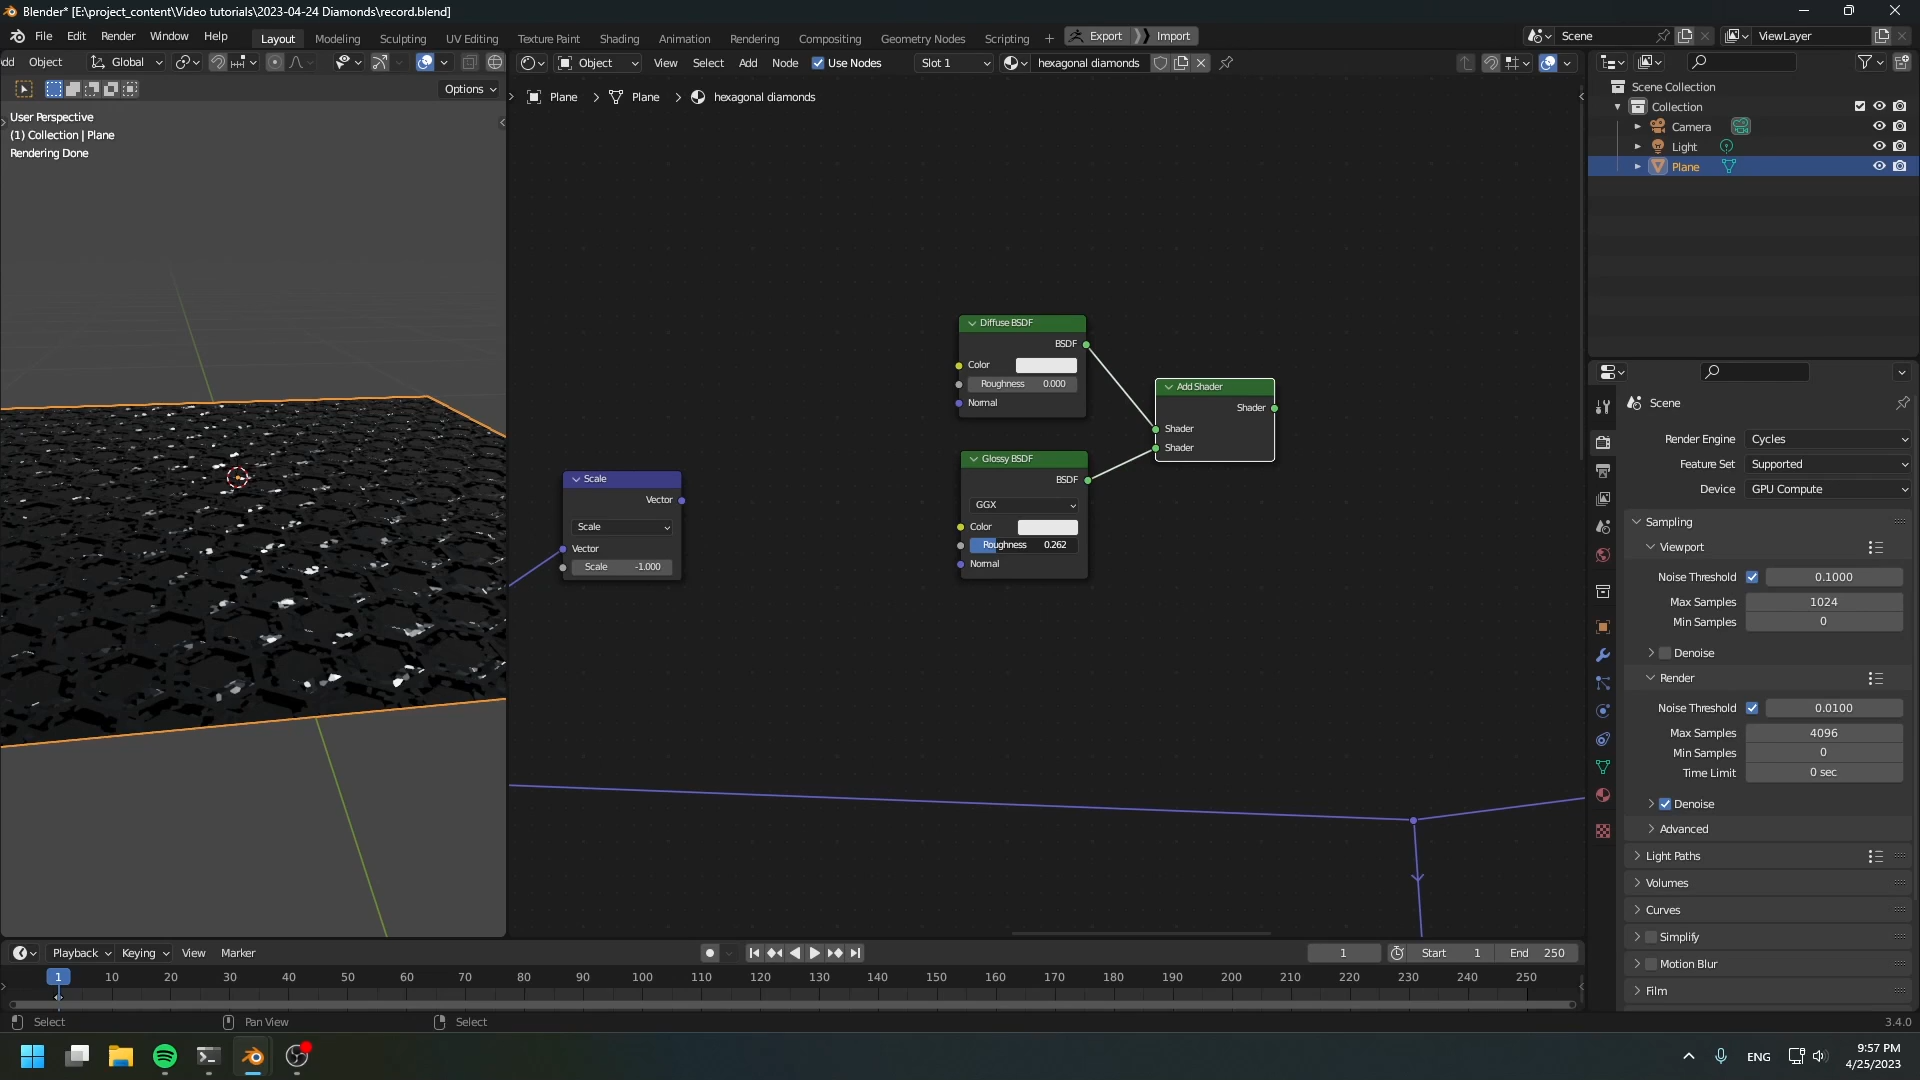 Blender* [E:\project_content\Video tutorials\2023-04-24 Diamonds\record.blend]
File Edit Render Window Help Layout Modeling Sculpting UV Editing Texture Paint Shading Animation Rendering Compositing Geometry Nodes Scripting + Export Import Scene ViewLayer
dd Object Global Object View Select Add Node Use Nodes Slot 1 hexagonal diamonds
Options
Plane > Plane > hexagonal diamonds
User Perspective
(1) Collection | Plane
Rendering Done
Scene Collection
Collection
Camera
Light
Plane
Diffuse BSDF
BSDF
Color
Roughness 0.000
Normal
Add Shader
Shader
Shader
Shader
Glossy BSDF
BSDF
GGX
Color
Roughness 0.262
Normal
Scale
Vector
Scale
Vector
Scale -1.000
Scene
Render Engine Cycles
Feature Set Supported
Device GPU Compute
Sampling
Viewport
Noise Threshold 0.1000
Max Samples 1024
Min Samples 0
Denoise
Render
Noise Threshold 0.0100
Max Samples 4096
Min Samples 0
Time Limit 0 sec
Denoise
Advanced
Light Paths
Volumes
Curves
Simplify
Motion Blur
Film
Playback Keying View Marker 1 Start 1 End 250
1 10 20 30 40 50 60 70 80 90 100 110 120 130 140 150 160 170 180 190 200 210 220 230 240 250
Select Pan View Select 3.4.0
ENG
9:57 PM
4/25/2023